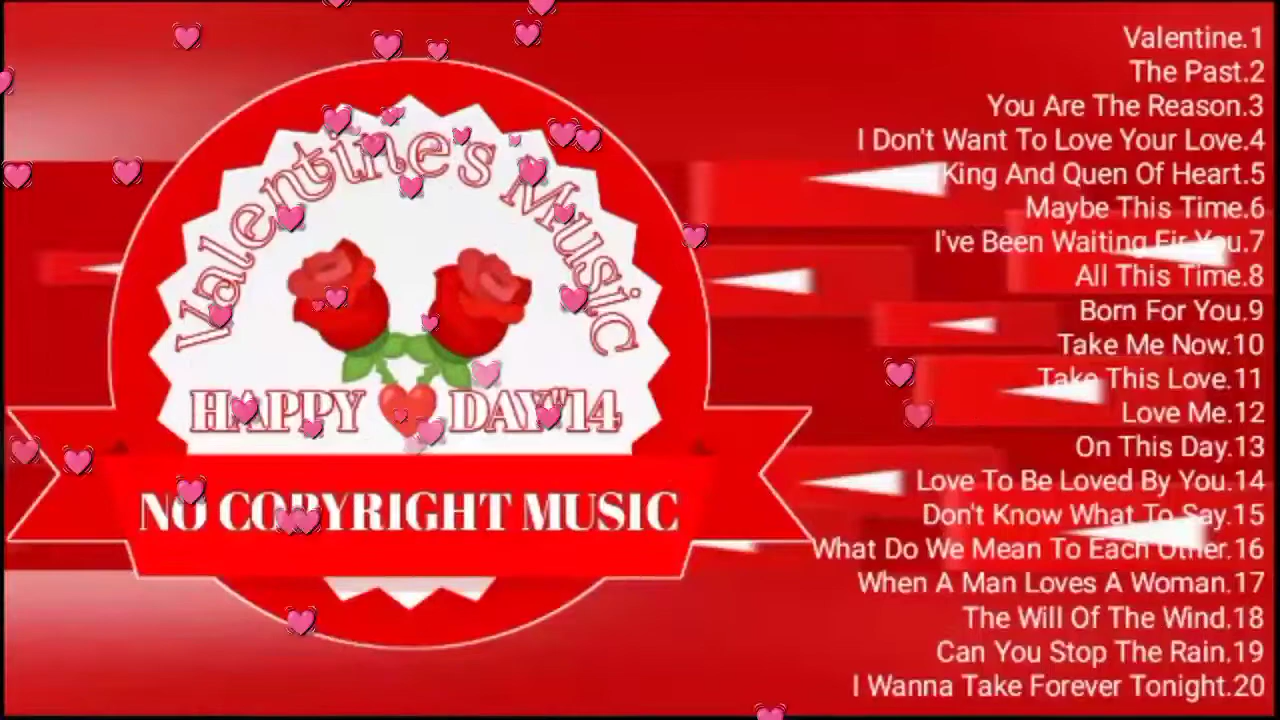 Valentine's Music
HAPPY DAY"14
NO COPYRIGHT MUSIC
Valentine.1
The Past.2
You Are The Reason.3
I Don't Want To Love Your Love.4
King And Quen Of Heart.5
Maybe This Time.6
I've Been Waiting Fir You.7
All This Time.8
Born For You.9
Take Me Now.10
Take This Love.11
Love Me.12
On This Day.13
Love To Be Loved By You.14
Don't Know What To Say.15
What Do We Mean To Each Other.16
When A Man Loves A Woman.17
The Will Of The Wind.18
Can You Stop The Rain.19
I Wanna Take Forever Tonight.20